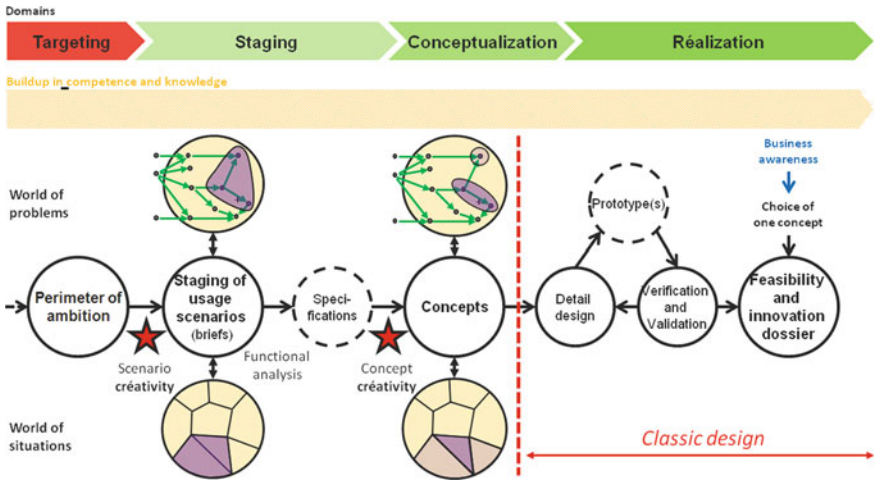 Domains
Targeting
Staging
Conceptualization
Réalization
Buildup in competence and knowledge
World of
problems
Business
awareness
Prototype(s)
Choice of
one concept
Perimeter of
ambition
Staging of
usage
scenarios
(briefs)
Speci-
fications
Concepts
Detail
design
Verification
and
Validation
Feasibility
and
innovation
dossier
Scenario
créativity
Functional
analysis
Concept
créativity
World of
situations
Classic design